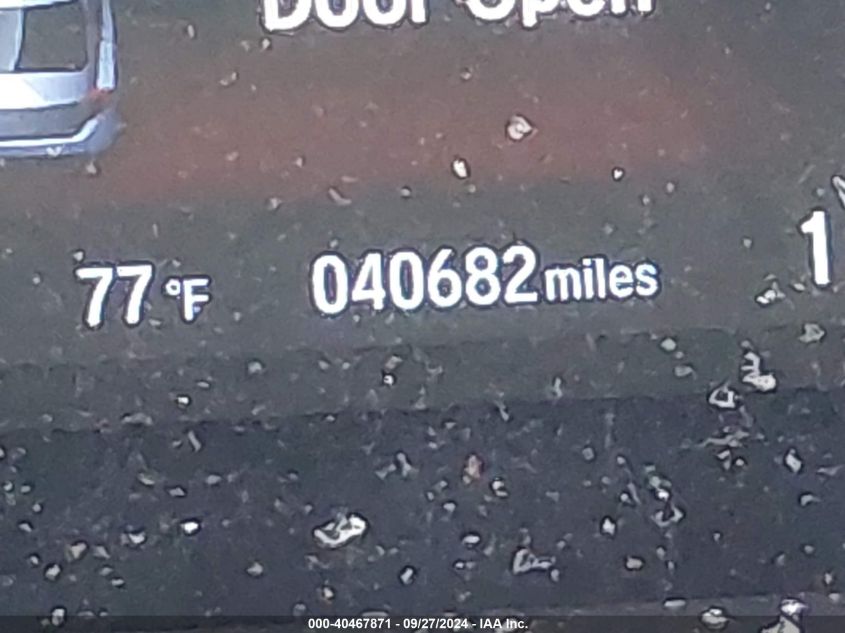 Door Open
77 °F 040682 miles 1
000-40467871 - 09/27/2024 - IAA Inc.